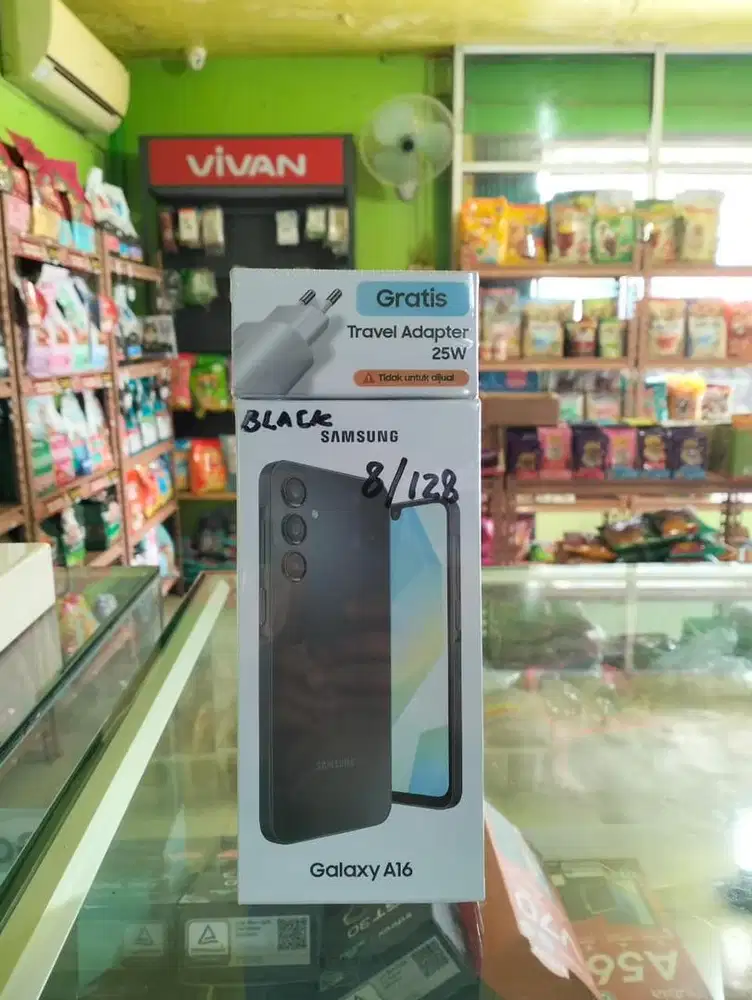 ViVAN
Gratis
Travel Adapter
25W
Tidak untuk dijual
BLACK
SAMSUNG
8/128
SAMSUNG
Galaxy A16
A56